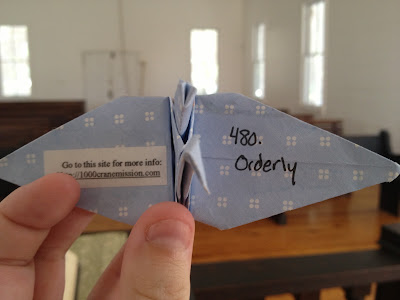 Go to this site for more info:
://1000cranemission.com
480.
Orderly